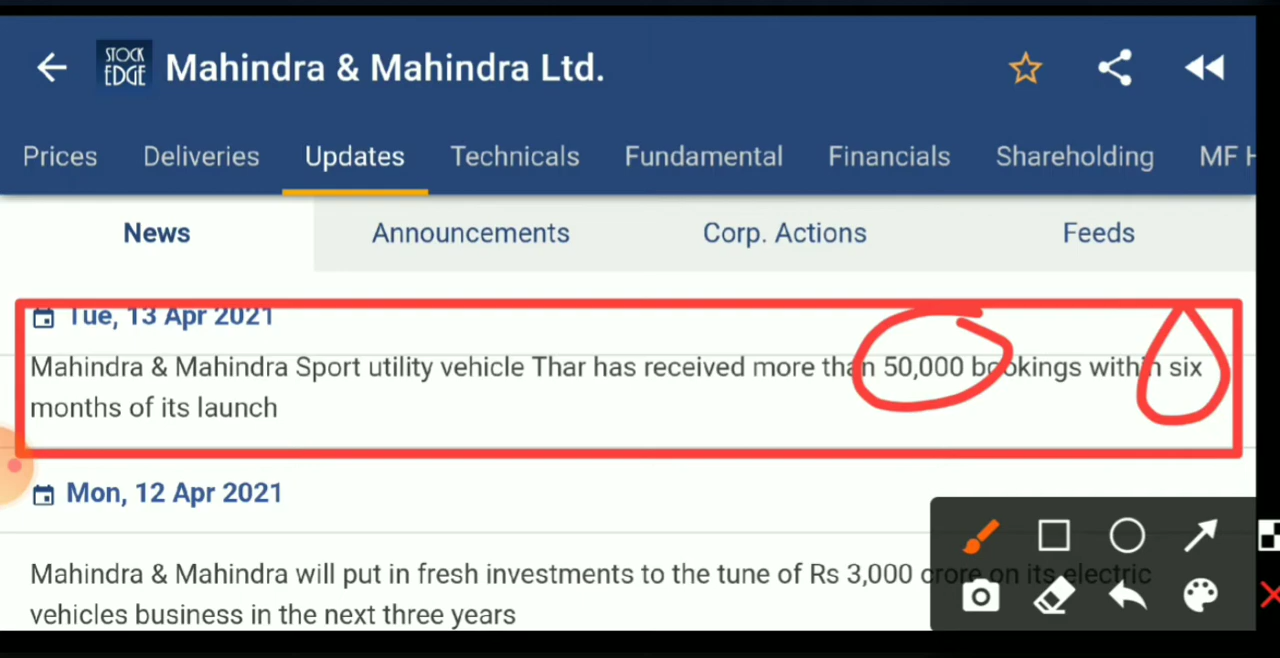 STOCK
EDGE
Mahindra & Mahindra Ltd.
Prices Deliveries Updates Technicals Fundamental Financials Shareholding MF H
News Announcements Corp. Actions Feeds
Tue, 13 Apr 2021
Mahindra & Mahindra Sport utility vehicle Thar has received more than 50,000 bookings within six
months of its launch
Mon, 12 Apr 2021
Mahindra & Mahindra will put in fresh investments to the tune of Rs 3,000 crore on its electric
vehicles business in the next three years